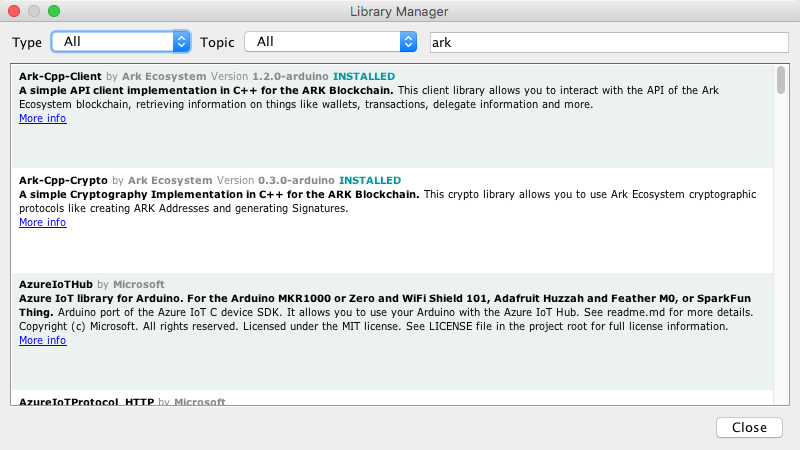 Library Manager
Type All Topic All ark
Ark-Cpp-Client by Ark Ecosystem Version 1.2.0-arduino INSTALLED
A simple API client implementation in C++ for the ARK Blockchain. This client library allows you to interact with the API of the Ark
Ecosystem blockchain, retrieving information on things like wallets, transactions, delegate information and more.
More info
Ark-Cpp-Crypto by Ark Ecosystem Version 0.3.0-arduino INSTALLED
A simple Cryptography Implementation in C++ for the ARK Blockchain. This crypto library allows you to use Ark Ecosystem cryptographic
protocols like creating ARK Addresses and generating Signatures.
More info
AzureIoTHub by Microsoft
Azure IoT library for Arduino. For the Arduino MKR1000 or Zero and WiFi Shield 101, Adafruit Huzzah and Feather M0, or SparkFun
Thing. Arduino port of the Azure IoT C device SDK. It allows you to use your Arduino with the Azure IoT Hub. See readme.md for more details.
Copyright (c) Microsoft. All rights reserved. Licensed under the MIT license. See LICENSE file in the project root for full license information.
More info
AzureIoTProtocol_HTTP by Microsoft
Close